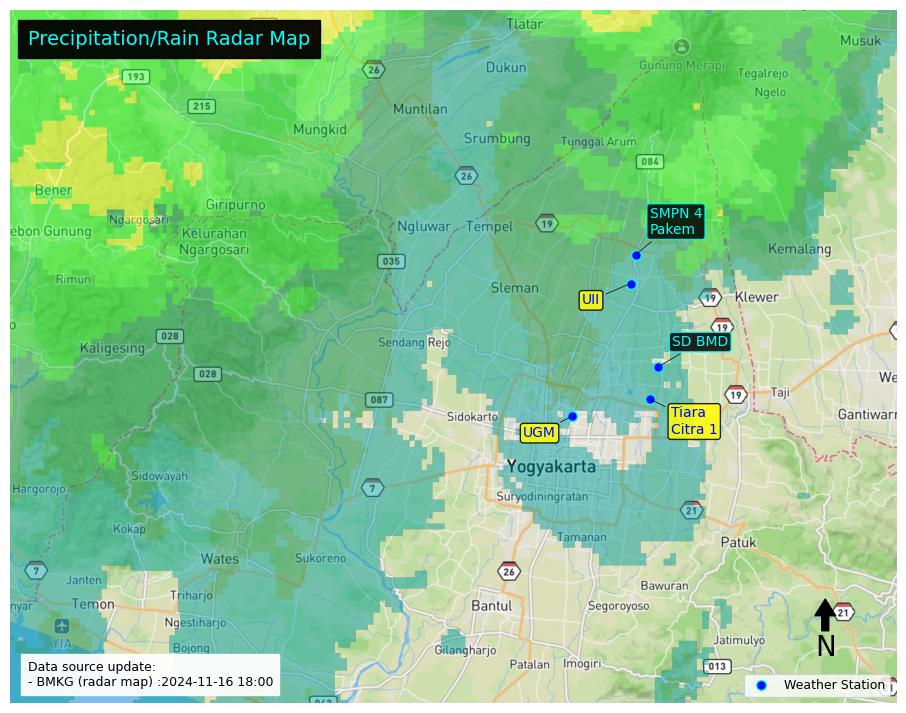 Precipitation/Rain Radar Map
Tlatar
Musuk
26
Dukun
Gunung Merapi
Tegalrejo
193
Ngelo
215
Muntilan
Mungkid
Srumbung
Tunggal Arum
084
26
Bener
Ngargosari
Giripurno
SMPN 4
Pakem
ebon Gunung
Kelurahan
Ngargosari
Ngluwar
Tempel
19
Kemalang
035
Rimun
Sleman
UII
19
Klewer
19
028
Kaligesing
Sendang Rejo
SD BMD
028
We
087
19
Taji
Sidokarto
UGM
Tiara
Citra 1
Gantiwarn
Yogyakarta
Sidowayah
Hargorojo
7
Suryodiningratan
21
Kokap
Tamanan
Patuk
Wates
Sukoreno
7
26
Janten
Bawuran
nyar
Temon
Triharjo
Bantul
Segoroyoso
21
Ngestiharjo
N
YIA
Bojong
Gilangharjo
Jatimulyo
Patalan
Imogiri
013
Data source update:
- BMKG (radar map) :2024-11-16 18:00
Weather Station